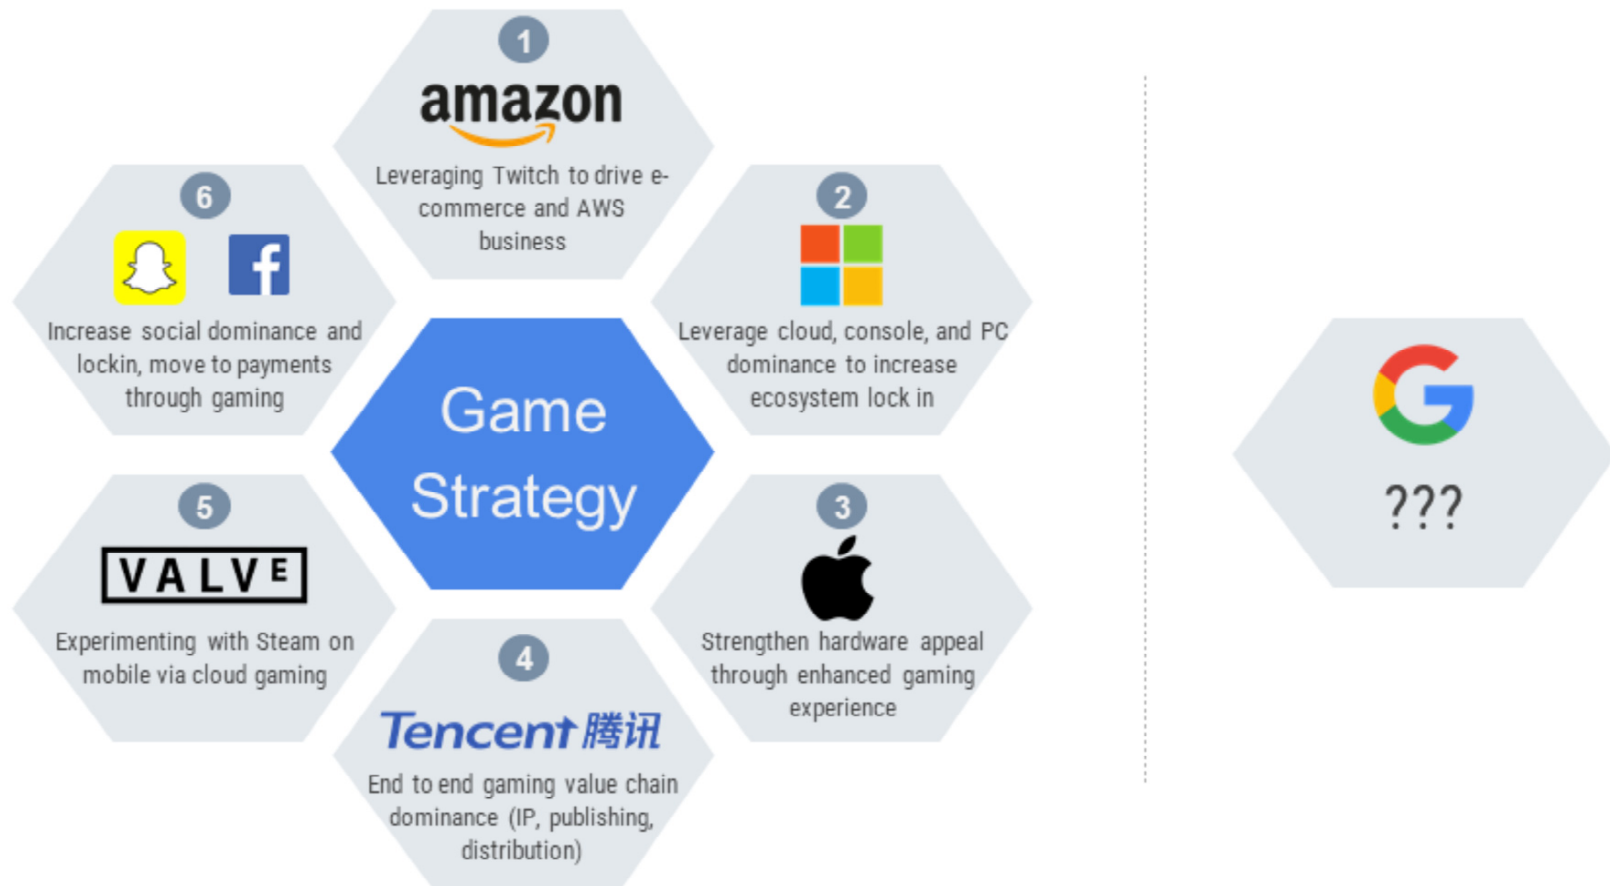 1
amazon
Leveraging Twitch to drive e-
commerce and AWS
business
2
Leverage cloud, console, and PC
dominance to increase
ecosystem lock in
3
Strengthen hardware appeal
through enhanced gaming
experience
4
Tencent 腾讯
End to end gaming value chain
dominance (IP, publishing,
distribution)
5
VALVE
Experimenting with Steam on
mobile via cloud gaming
6
f
Increase social dominance and
lockin, move to payments
through gaming
Game
Strategy
G
???